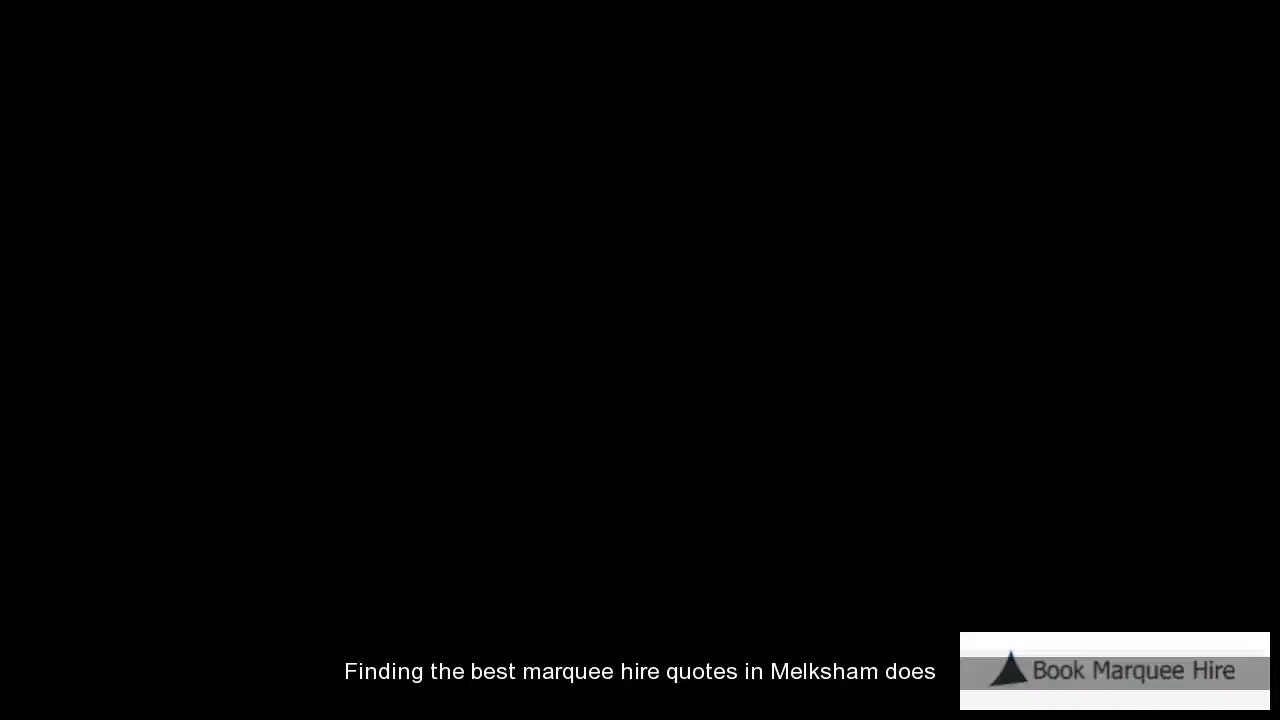 Finding the best marquee hire quotes in Melksham does
Book Marquee Hire